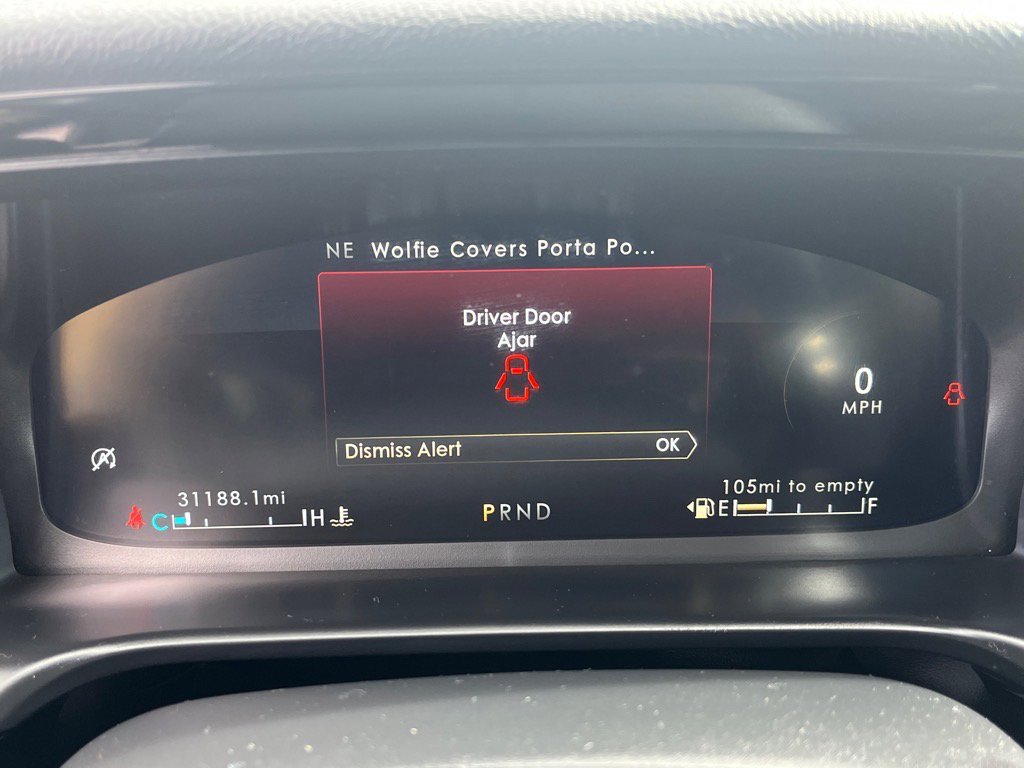 NE Wolfie Covers Porta Po...
Driver Door
Ajar
0
MPH
Dismiss Alert OK
A
31188.1mi
C H
PRND
105mi to empty
E F